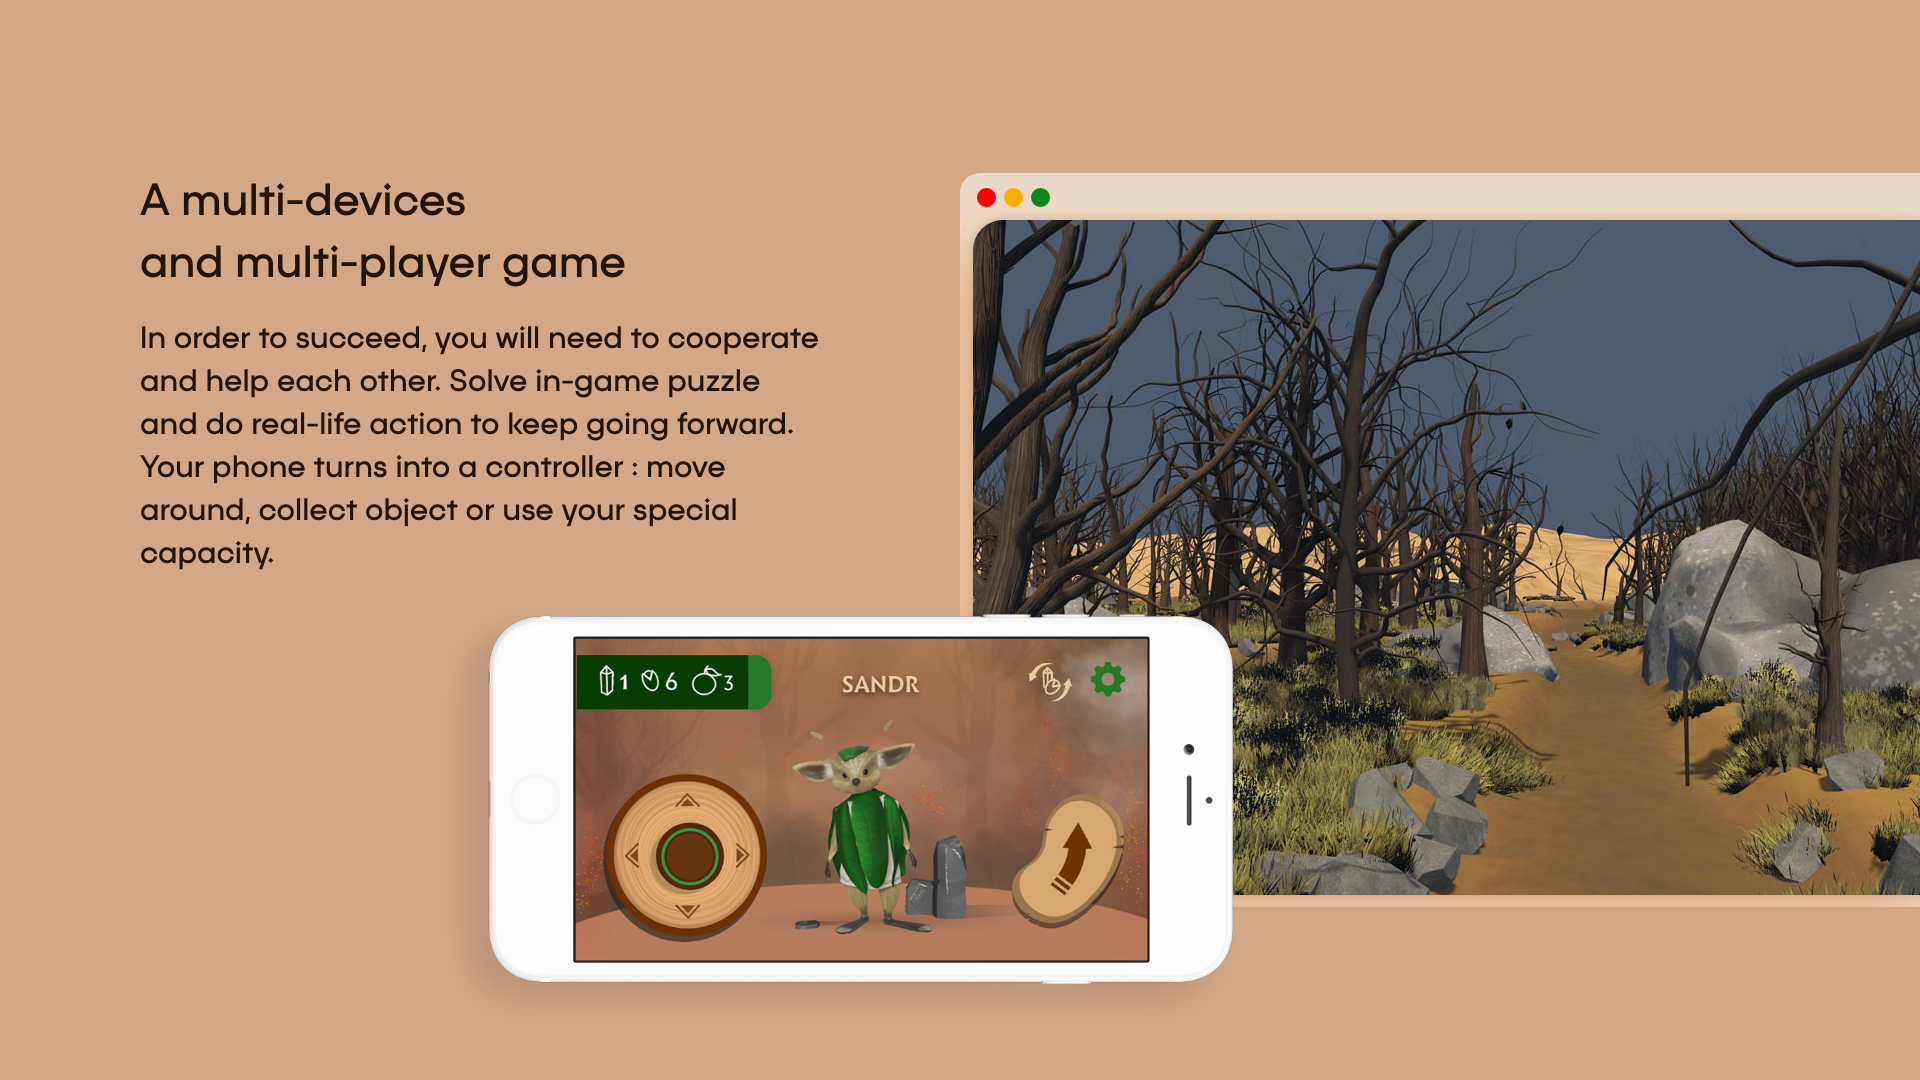 A multi-devices
and multi-player game
In order to succeed, you will need to cooperate
and help each other. Solve in-game puzzle
and do real-life action to keep going forward.
Your phone turns into a controller : move
around, collect object or use your special
capacity.
1 6 3
SANDR